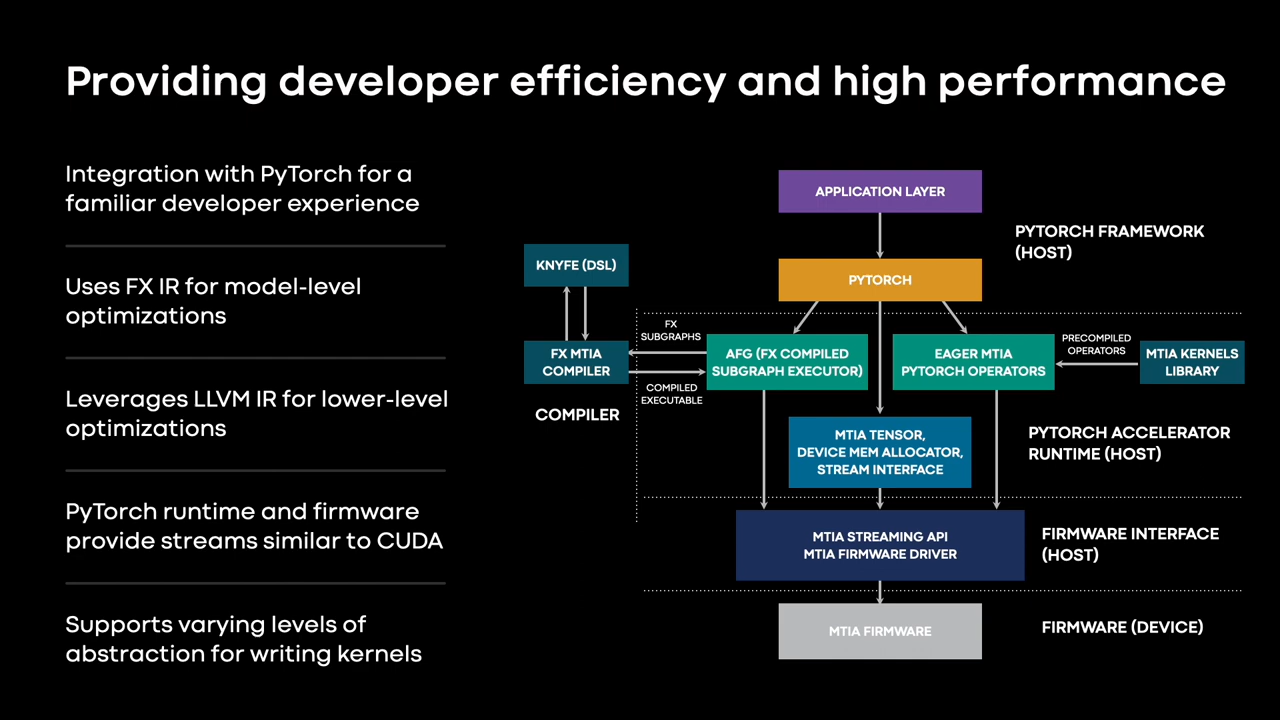 Providing developer efficiency and high performance
Integration with PyTorch for a
familiar developer experience
Uses FX IR for model-level
optimizations
Leverages LLVM IR for lower-level
optimizations
PyTorch runtime and firmware
provide streams similar to CUDA
Supports varying levels of
abstraction for writing kernels
APPLICATION LAYER
PYTORCH FRAMEWORK
(HOST)
KNYFE (DSL)
PYTORCH
FX
SUBGRAPHS
FX MTIA
COMPILER
AFG (FX COMPILED
SUBGRAPH EXECUTOR)
EAGER MTIA
PYTORCH OPERATORS
PRECOMPILED
OPERATORS
MTIA KERNELS
LIBRARY
COMPILED
EXECUTABLE
COMPILER
MTIA TENSOR,
DEVICE MEM ALLOCATOR,
STREAM INTERFACE
PYTORCH ACCELERATOR
RUNTIME (HOST)
MTIA STREAMING API
MTIA FIRMWARE DRIVER
FIRMWARE INTERFACE
(HOST)
MTIA FIRMWARE
FIRMWARE (DEVICE)